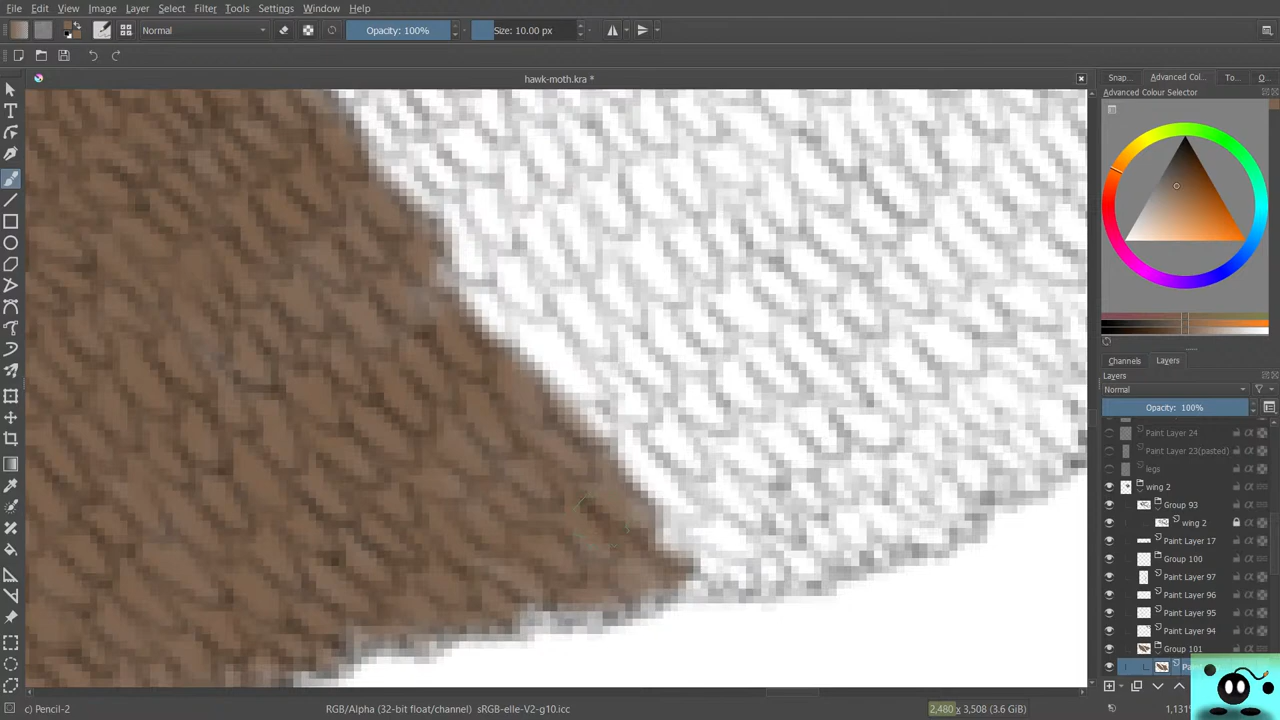 File Edit View Image Layer Select Filter Tools Settings Window Help
Normal
Opacity: 100%
Size: 10.00 px
hawk-moth.kra *
Snap... Advanced Col... To... O...
Advanced Colour Selector
Channels Layers
Layers
Normal
Opacity: 100%
Paint Layer 24
Paint Layer 23(pasted)
legs
wing 2
Group 93
wing 2
Paint Layer 17
Group 100
Paint Layer 97
Paint Layer 96
Paint Layer 95
Paint Layer 94
Group 101
c) Pencil-2
RGB/Alpha (32-bit float/channel) sRGB-elle-V2-g10.icc
2,480 x 3,508 (3.6 GiB)